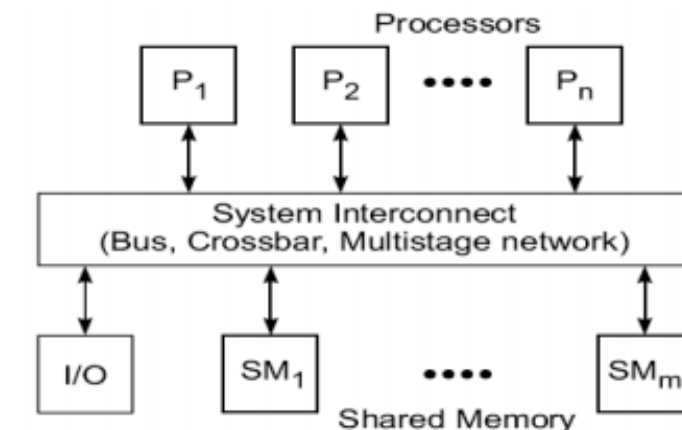 Processors
P1 P2 •••• Pn
System Interconnect
(Bus, Crossbar, Multistage network)
I/O SM1 •••• SMm
Shared Memory